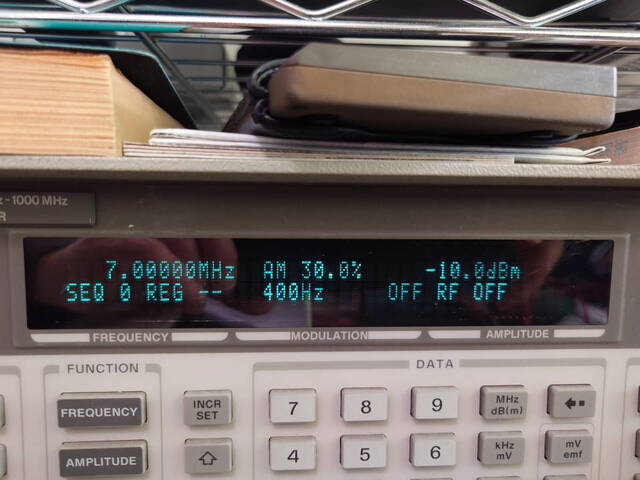 z - 1000 MHz
R
7.00000MHz AM 30.0% -10.0dBm
SEQ 0 REG -- 400Hz OFF RF OFF
FREQUENCY MODULATION AMPLITUDE
FUNCTION DATA
FREQUENCY INCR SET 7 8 9 MHz dB(m)
AMPLITUDE 4 5 6 kHz mV mV emf